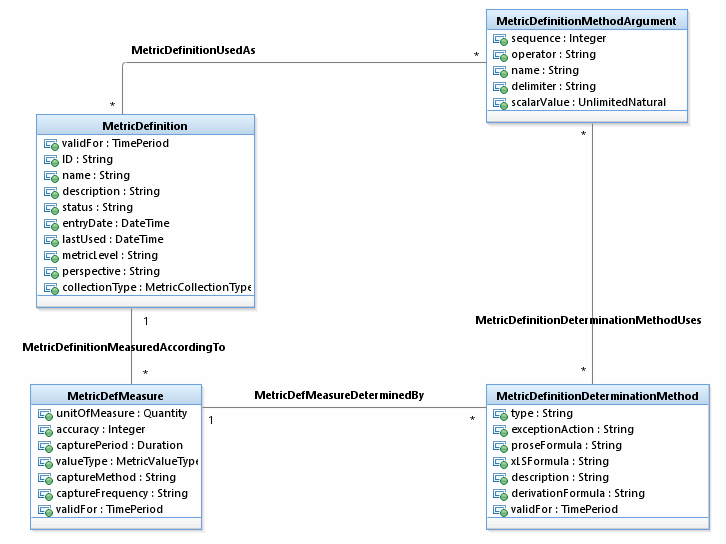 MetricDefinitionMethodArgument
sequence : Integer
operator : String
name : String
delimiter : String
scalarValue : UnlimitedNatural
MetricDefinitionUsedAs
*
*
MetricDefinition
validFor : TimePeriod
ID : String
name : String
description : String
status : String
entryDate : DateTime
lastUsed : DateTime
metricLevel : String
perspective : String
collectionType : MetricCollectionType
*
1
MetricDefinitionDeterminationMethodUses
MetricDefinitionMeasuredAccordingTo
*
*
MetricDefMeasure
unitOfMeasure : Quantity
accuracy : Integer
capturePeriod : Duration
valueType : MetricValueType
captureMethod : String
captureFrequency : String
validFor : TimePeriod
MetricDefMeasureDeterminedBy
1
*
MetricDefinitionDeterminationMethod
type : String
exceptionAction : String
proseFormula : String
xLSFormula : String
description : String
derivationFormula : String
validFor : TimePeriod